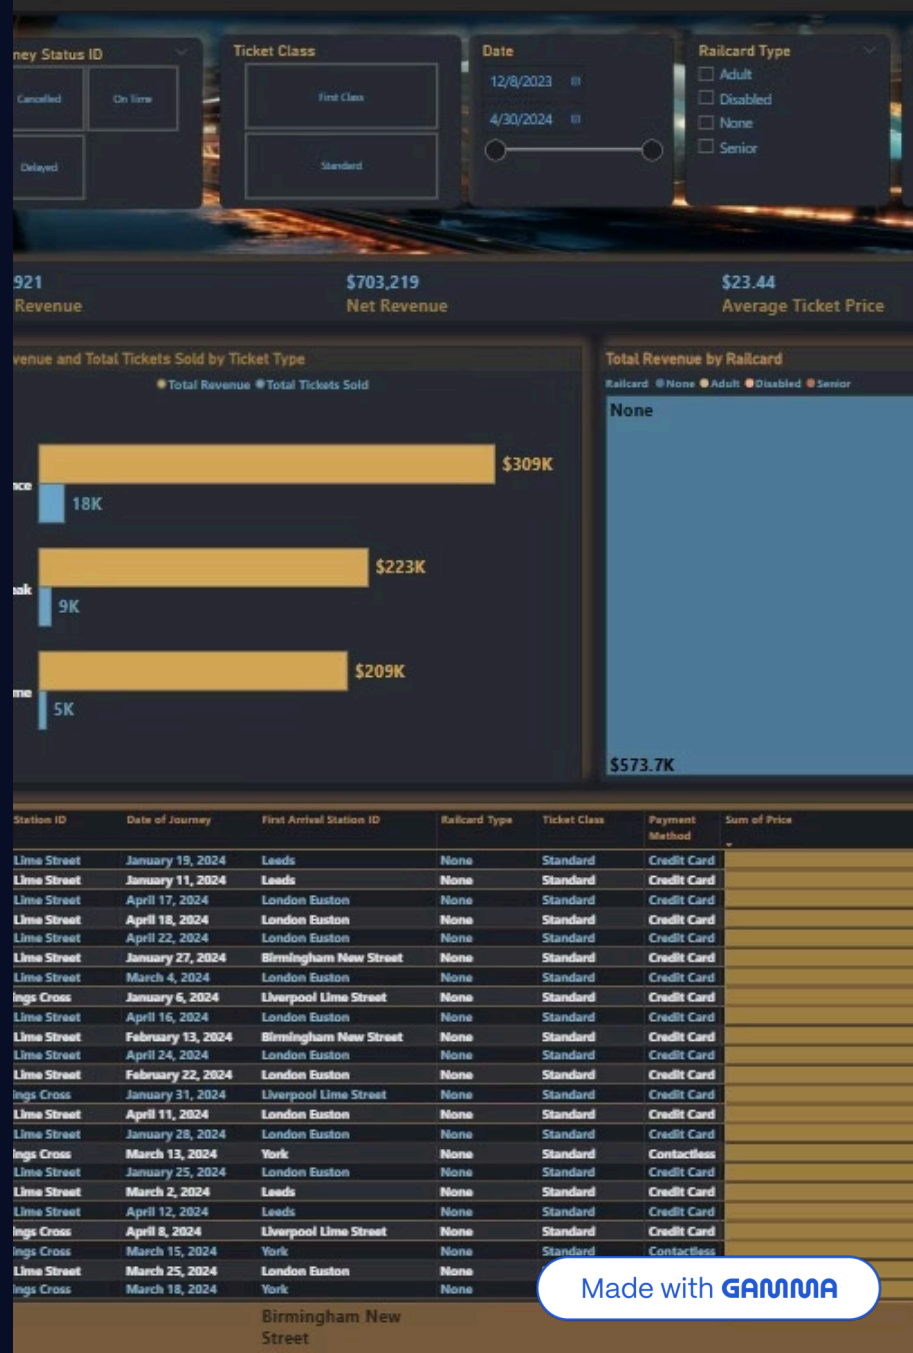 ney Status ID
Ticket Class
Date
Railcard Type
Cancelled
On Time
Delayed
First Class
Standard
12/8/2023
4/30/2024
Adult
Disabled
None
Senior
921
Revenue
$703,219
Net Revenue
$23.44
Average Ticket Price
venue and Total Tickets Sold by Ticket Type
Total Revenue Total Tickets Sold
nce
$309K
18K
eak
$223K
9K
me
$209K
5K
Total Revenue by Railcard
Railcard None Adult Disabled Senior
None
$573.7K
Station ID Date of Journey First Arrival Station ID Railcard Type Ticket Class Payment Method Sum of Price
Lime Street January 19, 2024 Leeds None Standard Credit Card
Lime Street January 11, 2024 Leeds None Standard Credit Card
Lime Street April 17, 2024 London Euston None Standard Credit Card
Lime Street April 18, 2024 London Euston None Standard Credit Card
Lime Street April 22, 2024 London Euston None Standard Credit Card
Lime Street January 27, 2024 Birmingham New Street None Standard Credit Card
Lime Street March 4, 2024 London Euston None Standard Credit Card
ings Cross January 6, 2024 Liverpool Lime Street None Standard Credit Card
Lime Street April 16, 2024 London Euston None Standard Credit Card
Lime Street February 13, 2024 Birmingham New Street None Standard Credit Card
Lime Street April 24, 2024 London Euston None Standard Credit Card
Lime Street February 22, 2024 London Euston None Standard Credit Card
ings Cross January 31, 2024 Liverpool Lime Street None Standard Credit Card
Lime Street April 11, 2024 London Euston None Standard Credit Card
Lime Street January 28, 2024 London Euston None Standard Credit Card
ings Cross March 13, 2024 York None Standard Contactless
Lime Street January 25, 2024 London Euston None Standard Credit Card
Lime Street March 2, 2024 Leeds None Standard Credit Card
Lime Street April 12, 2024 Leeds None Standard Credit Card
ings Cross April 8, 2024 Liverpool Lime Street None Standard Credit Card
ings Cross March 15, 2024 York None Standard Contactless
Lime Street March 25, 2024 London Euston None
ings Cross March 18, 2024 York None
Birmingham New
Street
Made with GAMMA